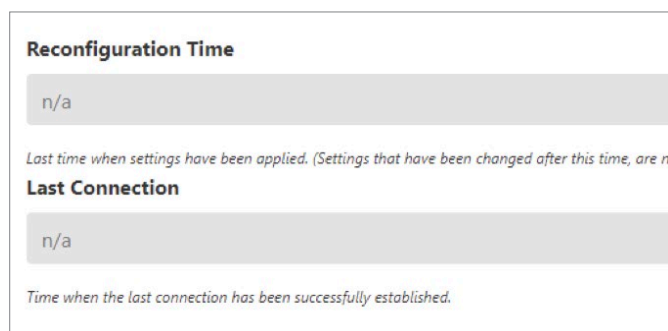 Reconfiguration Time
n/a
Last time when settings have been applied. (Settings that have been changed after this time, are
Last Connection
n/a
Time when the last connection has been successfully established.